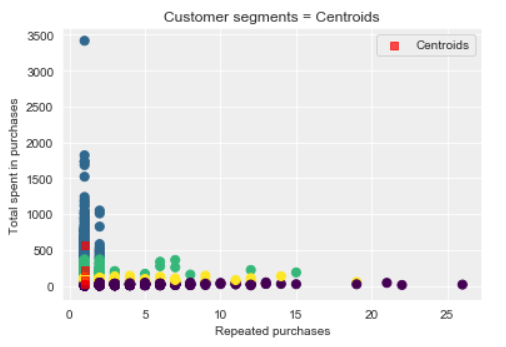 Customer segments = Centroids
Centroids
Total spent in purchases
3500
3000
2500
2000
1500
1000
500
0
0 5 10 15 20 25
Repeated purchases